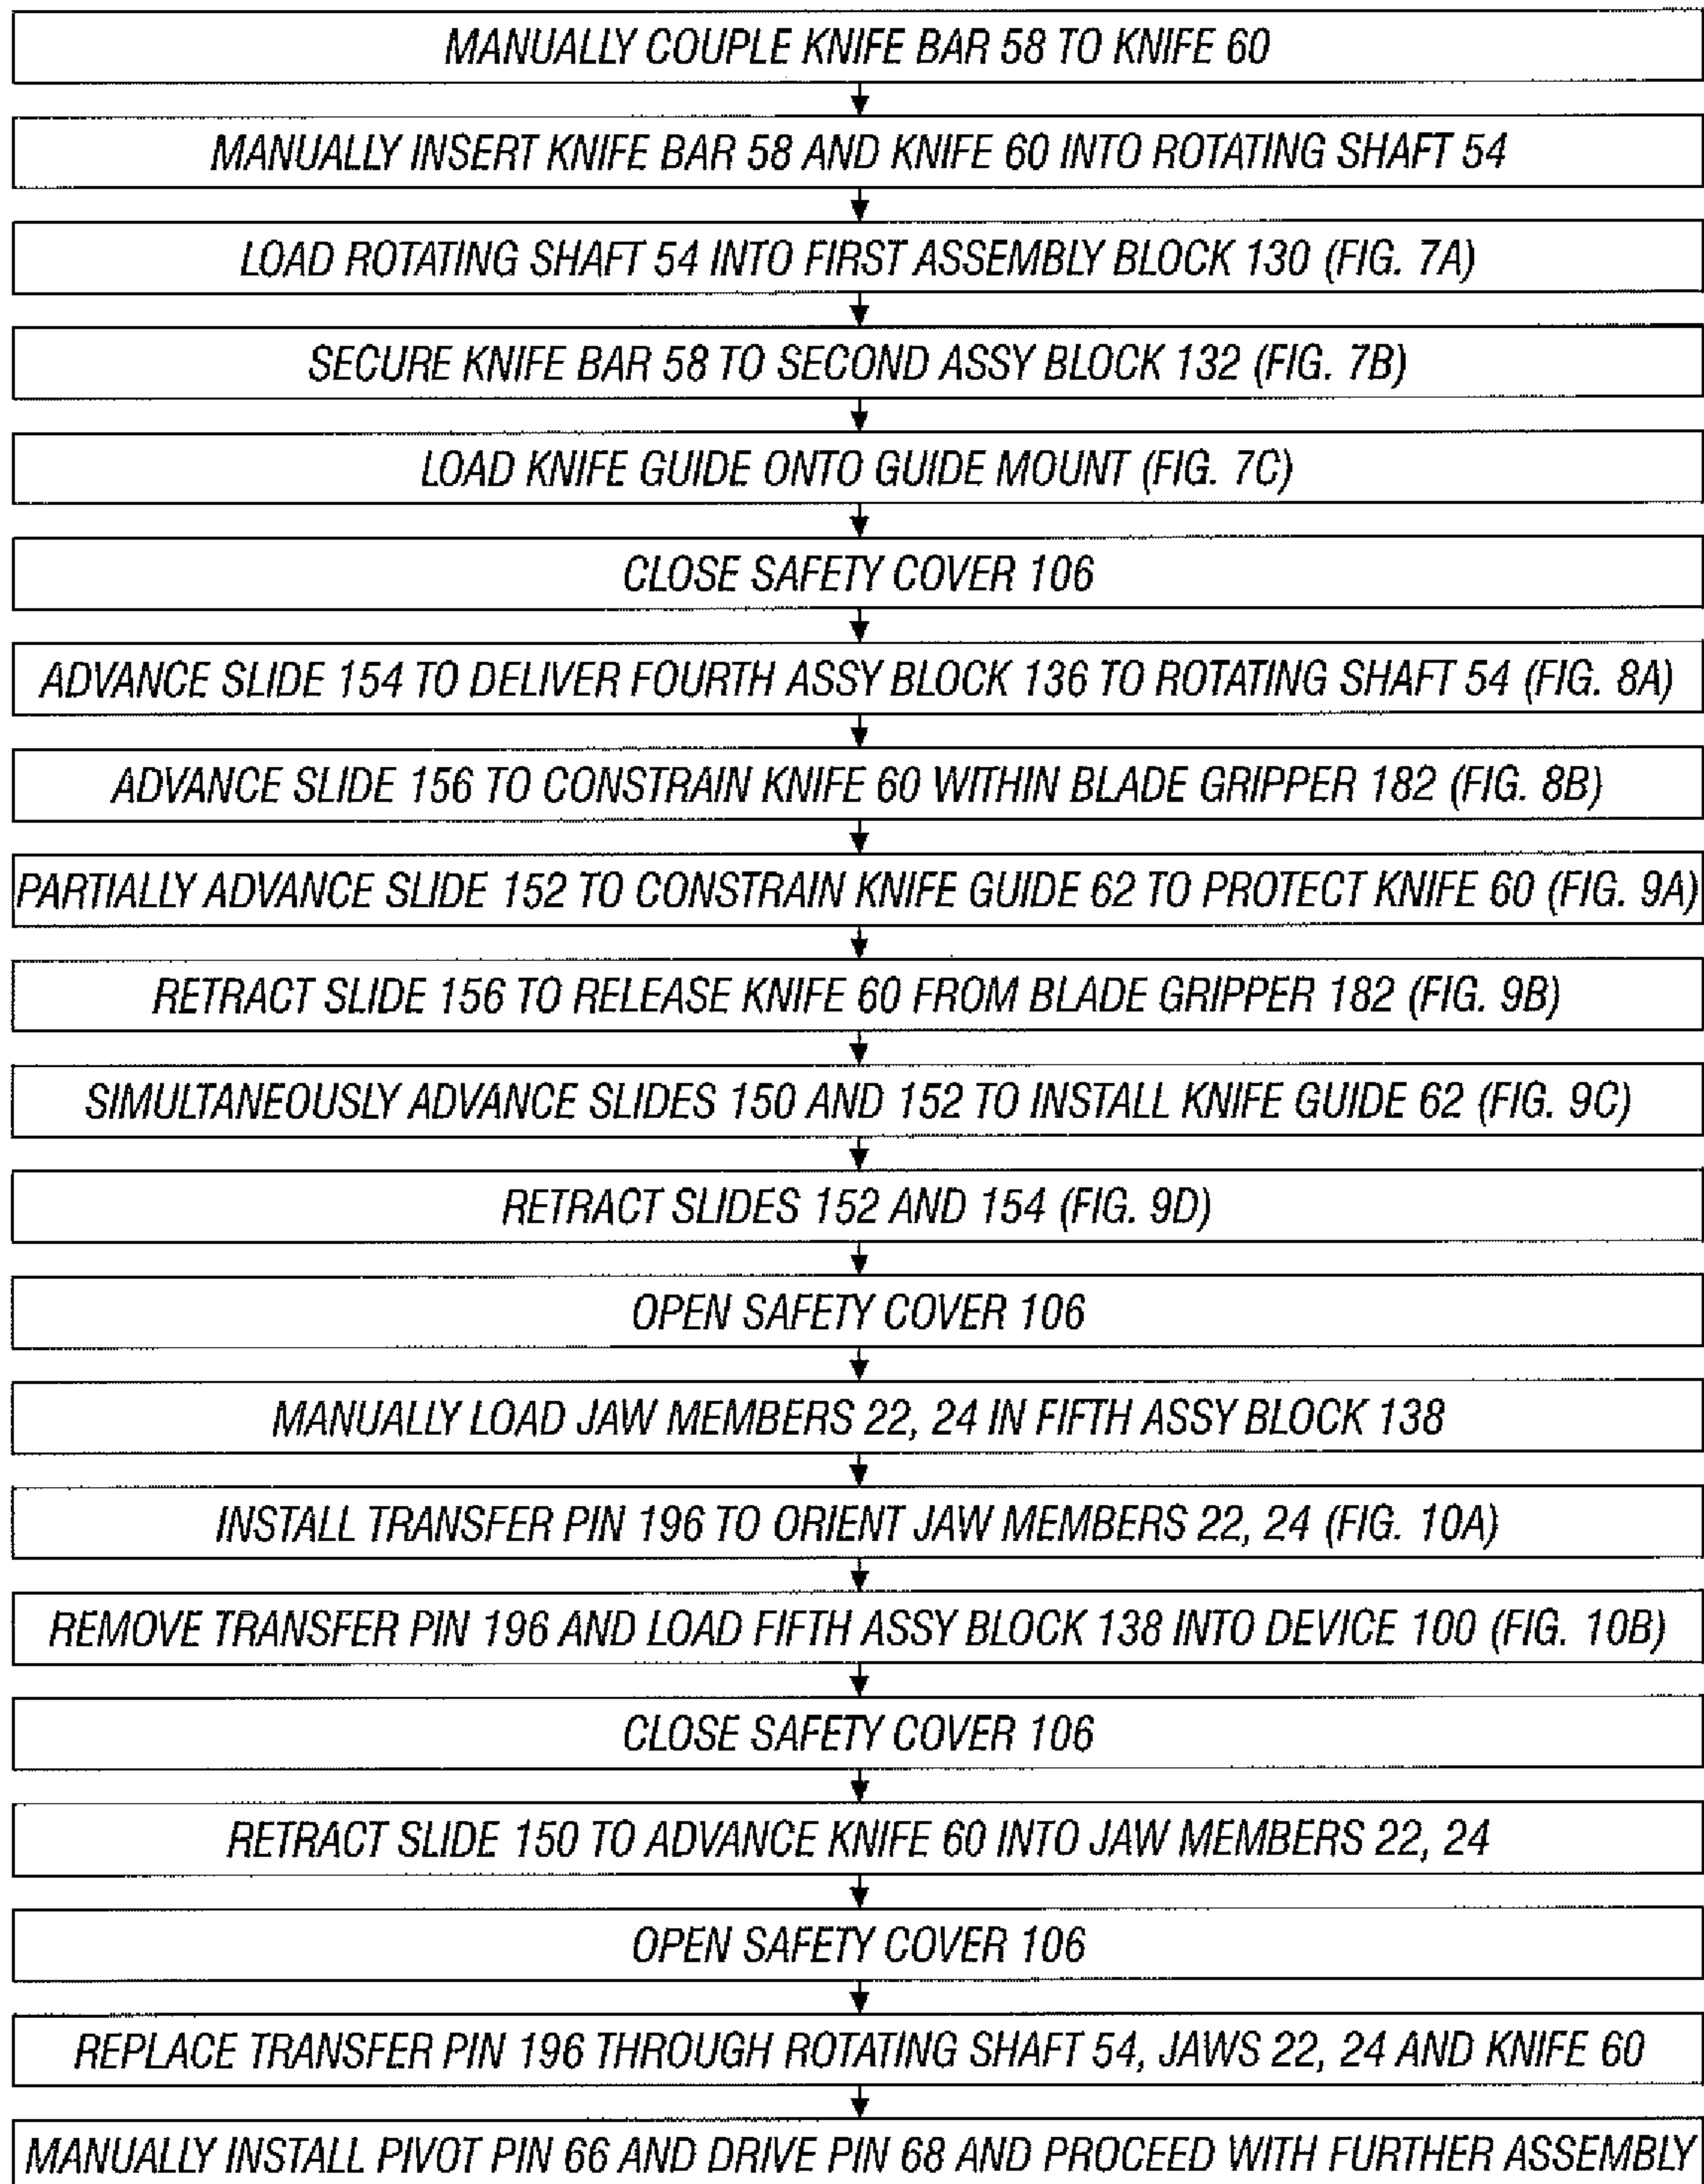 MANUALLY COUPLE KNIFE BAR 58 TO KNIFE 60
MANUALLY INSERT KNIFE BAR 58 AND KNIFE 60 INTO ROTATING SHAFT 54
LOAD ROTATING SHAFT 54 INTO FIRST ASSEMBLY BLOCK 130 (FIG. 7A)
SECURE KNIFE BAR 58 TO SECOND ASSY BLOCK 132 (FIG. 7B)
LOAD KNIFE GUIDE ONTO GUIDE MOUNT (FIG. 7C)
CLOSE SAFETY COVER 106
ADVANCE SLIDE 154 TO DELIVER FOURTH ASSY BLOCK 136 TO ROTATING SHAFT 54 (FIG. 8A)
ADVANCE SLIDE 156 TO CONSTRAIN KNIFE 60 WITHIN BLADE GRIPPER 182 (FIG. 8B)
PARTIALLY ADVANCE SLIDE 152 TO CONSTRAIN KNIFE GUIDE 62 TO PROTECT KNIFE 60 (FIG. 9A)
RETRACT SLIDE 156 TO RELEASE KNIFE 60 FROM BLADE GRIPPER 182 (FIG. 9B)
SIMULTANEOUSLY ADVANCE SLIDES 150 AND 152 TO INSTALL KNIFE GUIDE 62 (FIG. 9C)
RETRACT SLIDES 152 AND 154 (FIG. 9D)
OPEN SAFETY COVER 106
MANUALLY LOAD JAW MEMBERS 22, 24 IN FIFTH ASSY BLOCK 138
INSTALL TRANSFER PIN 196 TO ORIENT JAW MEMBERS 22, 24 (FIG. 10A)
REMOVE TRANSFER PIN 196 AND LOAD FIFTH ASSY BLOCK 138 INTO DEVICE 100 (FIG. 10B)
CLOSE SAFETY COVER 106
RETRACT SLIDE 150 TO ADVANCE KNIFE 60 INTO JAW MEMBERS 22, 24
OPEN SAFETY COVER 106
REPLACE TRANSFER PIN 196 THROUGH ROTATING SHAFT 54, JAWS 22, 24 AND KNIFE 60
MANUALLY INSTALL PIVOT PIN 66 AND DRIVE PIN 68 AND PROCEED WITH FURTHER ASSEMBLY